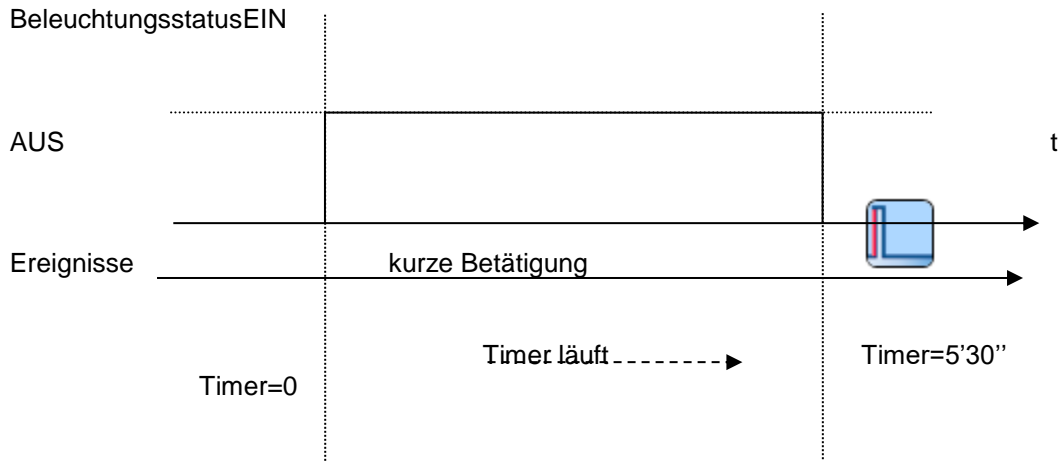 BeleuchtungsstatusEIN
AUS t
Ereignisse kurze Betätigung
Timer läuft Timer=5’30’’
Timer=0